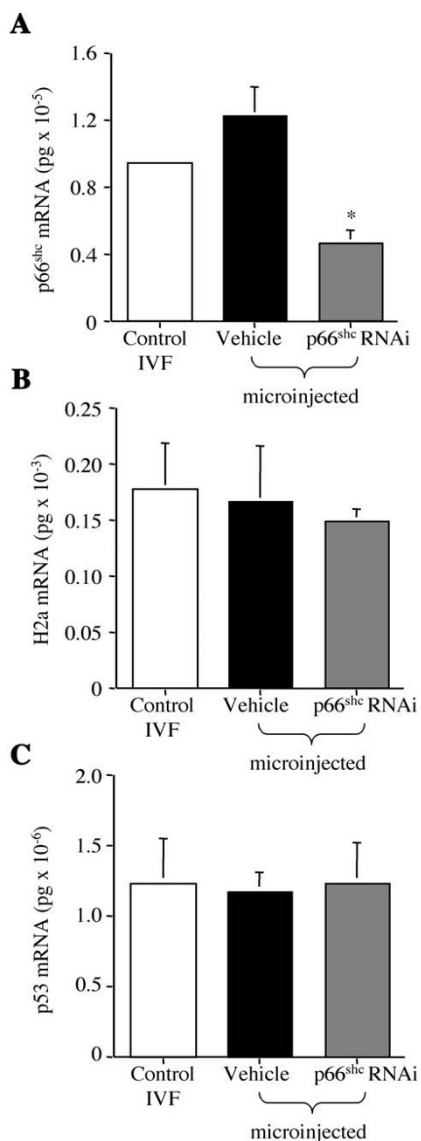 A
p66shc mRNA (pg x 10-5)
1.6
1.2
0.8
0.4
0
*
Control IVF
Vehicle
p66shc RNAi
microinjected
B
H2a mRNA (pg x 10-3)
0.25
0.20
0.15
0.10
0.05
0
Control IVF
Vehicle
p66shc RNAi
microinjected
C
p53 mRNA (pg x 10-6)
2.0
1.5
1.0
0.5
0
Control IVF
Vehicle
p66shc RNAi
microinjected